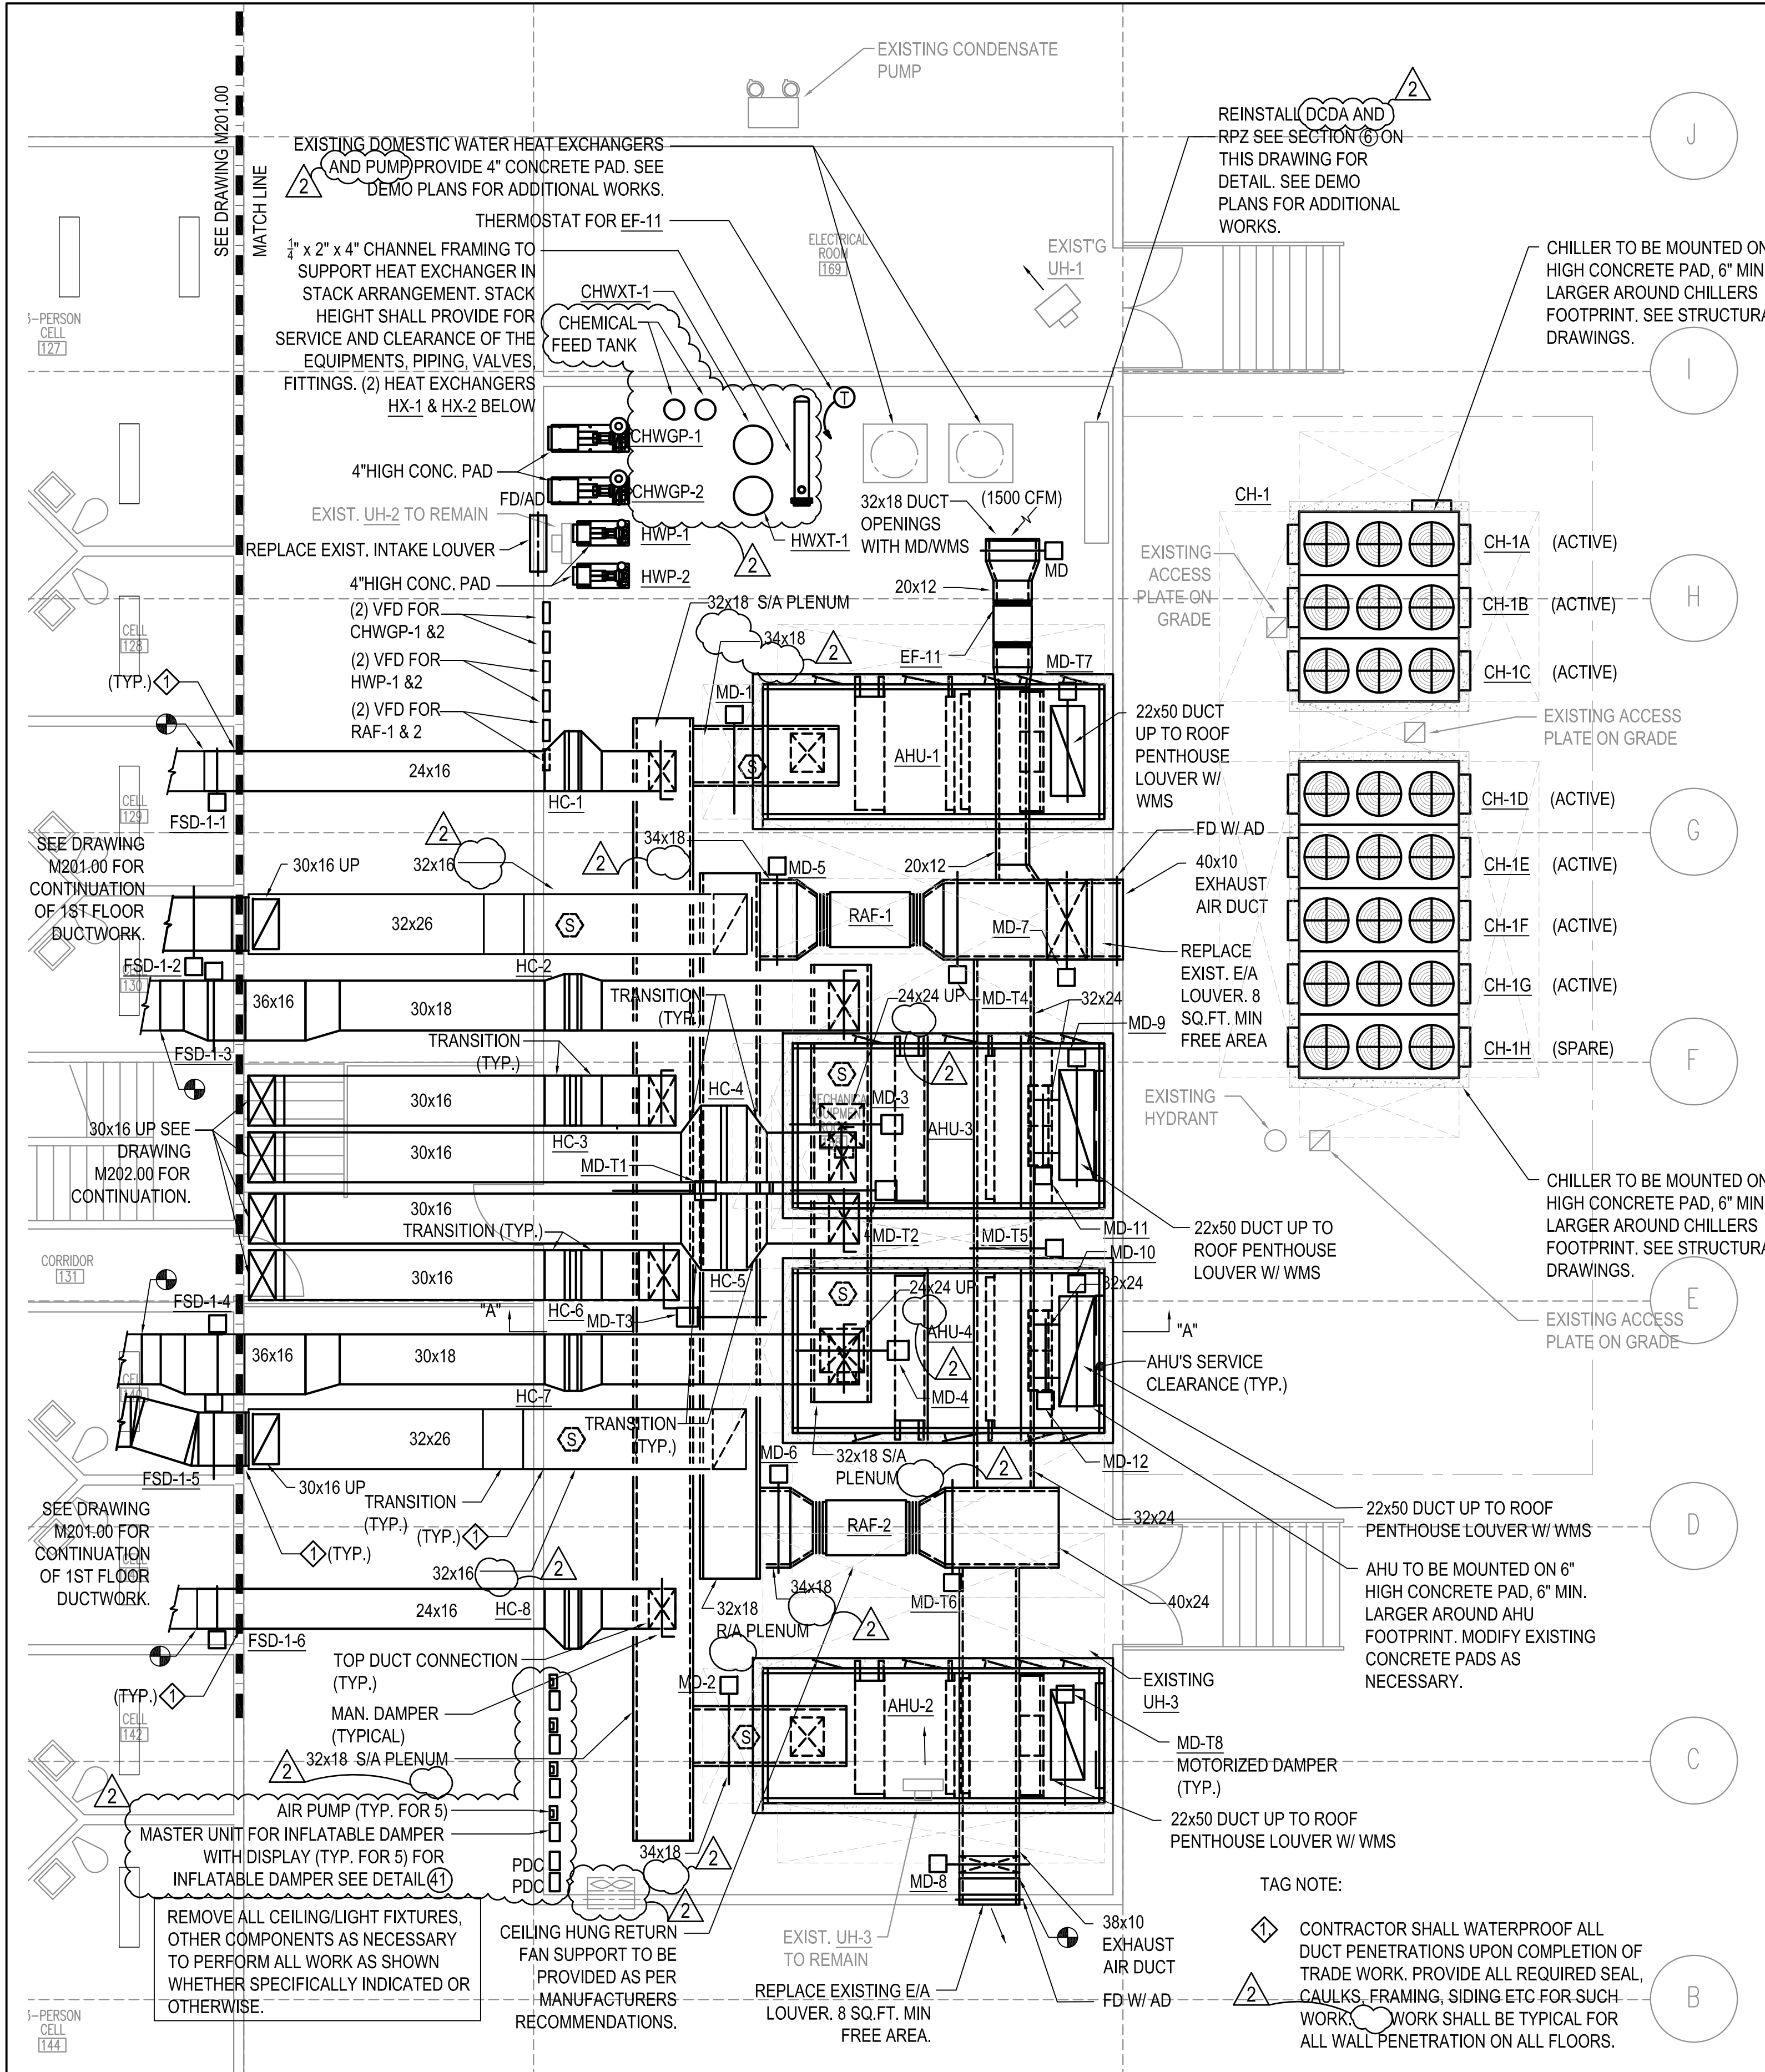 EXISTING CONDENSATE
PUMP
SEE DRAWING M201.00
MATCH LINE
2
REINSTALL DCDA AND
RPZ SEE SECTION 6 ON
THIS DRAWING FOR
DETAIL. SEE DEMO
PLANS FOR ADDITIONAL
WORKS.
J
EXISTING DOMESTIC WATER HEAT EXCHANGERS
AND PUMP PROVIDE 4" CONCRETE PAD. SEE
DEMO PLANS FOR ADDITIONAL WORKS.
2
THERMOSTAT FOR EF-11
1/4" x 2" x 4" CHANNEL FRAMING TO
SUPPORT HEAT EXCHANGER IN
STACK ARRANGEMENT. STACK
HEIGHT SHALL PROVIDE FOR
SERVICE AND CLEARANCE OF THE
EQUIPMENTS, PIPING, VALVES,
FITTINGS. (2) HEAT EXCHANGERS
HX-1 & HX-2 BELOW
CHWXT-1
CHEMICAL
FEED TANK
ELECTRICAL
ROOM
169
EXIST'G
UH-1
CHILLER TO BE MOUNTED ON
HIGH CONCRETE PAD, 6" MIN
LARGER AROUND CHILLERS
FOOTPRINT. SEE STRUCTURA
DRAWINGS.
I
3-PERSON
CELL
127
T
CHWGP-1
4"HIGH CONC. PAD
CHWGP-2
FD/AD
EXIST. UH-2 TO REMAIN
REPLACE EXIST. INTAKE LOUVER
HWP-1
HWXT-1
2
4"HIGH CONC. PAD
HWP-2
32x18 DUCT
OPENINGS
WITH MD/WMS
(1500 CFM)
MD
20x12
EXISTING
ACCESS
PLATE ON
GRADE
CH-1
CH-1A (ACTIVE)
CH-1B (ACTIVE)
CH-1C (ACTIVE)
H
(2) VFD FOR
CHWGP-1 &2
(2) VFD FOR
HWP-1 &2
(2) VFD FOR
RAF-1 & 2
32x18 S/A PLENUM
34x18
2
EF-11
MD-T7
MD-1
CELL
128
(TYP.) 1
24x16
HC-1
S
AHU-1
22x50 DUCT
UP TO ROOF
PENTHOUSE
LOUVER W/
WMS
EXISTING ACCESS
PLATE ON GRADE
CELL
129
FSD-1-1
CH-1D (ACTIVE)
CH-1E (ACTIVE)
CH-1F (ACTIVE)
CH-1G (ACTIVE)
CH-1H (SPARE)
G
SEE DRAWING
M201.00 FOR
CONTINUATION
OF 1ST FLOOR
DUCTWORK.
30x16 UP
2
32x16
2
34x18
MD-5
20x12
FD W/ AD
40x10
EXHAUST
AIR DUCT
32x26
S
RAF-1
MD-7
REPLACE
EXIST. E/A
LOUVER. 8
SQ.FT. MIN
FREE AREA
FSD-1-2
130
HC-2
36x16
30x18
TRANSITION
(TYP.)
24x24 UP
MD-T4
32x24
MD-9
FSD-1-3
TRANSITION
(TYP.)
2
F
30x16
HC-3
HC-4
S
MD-3
AHU-3
EXISTING
HYDRANT
30x16 UP SEE
DRAWING
M202.00 FOR
CONTINUATION.
30x16
MD-T1
30x16
TRANSITION (TYP.)
MD-T2
MD-T5
MD-11
22x50 DUCT UP TO
ROOF PENTHOUSE
LOUVER W/ WMS
CHILLER TO BE MOUNTED ON
HIGH CONCRETE PAD, 6" MIN
LARGER AROUND CHILLERS
FOOTPRINT. SEE STRUCTURA
DRAWINGS.
CORRIDOR
131
30x16
HC-5
MD-10
32x24
FSD-1-4
"A"
HC-6
MD-T3
S
24x24 UP
AHU-4
"A"
E
EXISTING ACCESS
PLATE ON GRADE
36x16
30x18
HC-7
2
MD-4
AHU'S SERVICE
CLEARANCE (TYP.)
32x26
S
TRANSITION
(TYP.)
MD-6
32x18 S/A
PLENUM
2
MD-12
FSD-1-5
30x16 UP
TRANSITION
(TYP.)
(TYP.) 1
1 (TYP.)
RAF-2
32x24
22x50 DUCT UP TO ROOF
PENTHOUSE LOUVER W/ WMS
D
SEE DRAWING
M201.00 FOR
CONTINUATION
OF 1ST FLOOR
DUCTWORK.
32x16
2
24x16
HC-8
34x18
2
MD-T6
40x24
AHU TO BE MOUNTED ON 6"
HIGH CONCRETE PAD, 6" MIN.
LARGER AROUND AHU
FOOTPRINT. MODIFY EXISTING
CONCRETE PADS AS
NECESSARY.
FSD-1-6
32x18
R/A PLENUM
TOP DUCT CONNECTION
(TYP.)
MAN. DAMPER
(TYPICAL)
(TYP.) 1
CELL
142
MD-2
S
AHU-2
EXISTING
UH-3
MD-T8
MOTORIZED DAMPER
(TYP.)
C
2
32x18 S/A PLENUM
2
AIR PUMP (TYP. FOR 5)
MASTER UNIT FOR INFLATABLE DAMPER
WITH DISPLAY (TYP. FOR 5) FOR
INFLATABLE DAMPER SEE DETAIL 41
PDC
PDC
34x18
2
2
22x50 DUCT UP TO ROOF
PENTHOUSE LOUVER W/ WMS
MD-8
REMOVE ALL CEILING/LIGHT FIXTURES,
OTHER COMPONENTS AS NECESSARY
TO PERFORM ALL WORK AS SHOWN
WHETHER SPECIFICALLY INDICATED OR
OTHERWISE.
CEILING HUNG RETURN
FAN SUPPORT TO BE
PROVIDED AS PER
MANUFACTURERS
RECOMMENDATIONS.
EXIST. UH-3
TO REMAIN
REPLACE EXISTING E/A
LOUVER. 8 SQ.FT. MIN
FREE AREA.
38x10
EXHAUST
AIR DUCT
FD W/ AD
TAG NOTE:
1 CONTRACTOR SHALL WATERPROOF ALL
DUCT PENETRATIONS UPON COMPLETION OF
TRADE WORK. PROVIDE ALL REQUIRED SEAL,
CAULKS, FRAMING, SIDING ETC FOR SUCH
WORK. WORK SHALL BE TYPICAL FOR
ALL WALL PENETRATION ON ALL FLOORS.
2
B
3-PERSON
CELL
144